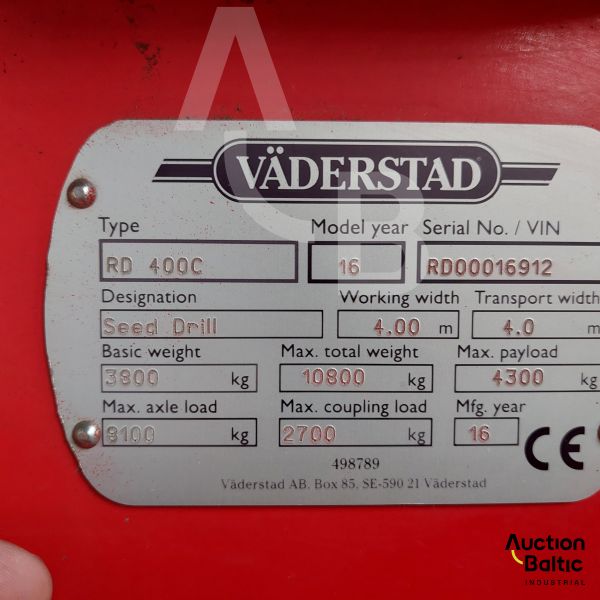 VÄDERSTAD
Type Model year Serial No. / VIN
RD 400C 16 RD00016912
Designation Working width Transport width
Seed Drill 4.00 m 4.0 m
Basic weight Max. total weight Max. payload
3800 kg 10800 kg 4300 kg
Max. axle load Max. coupling load Mfg. year
8100 kg 2700 kg 16 CE
498789
Väderstad AB, Box 85, SE-590 21 Väderstad
AB
Auction
Baltic
INDUSTRIAL